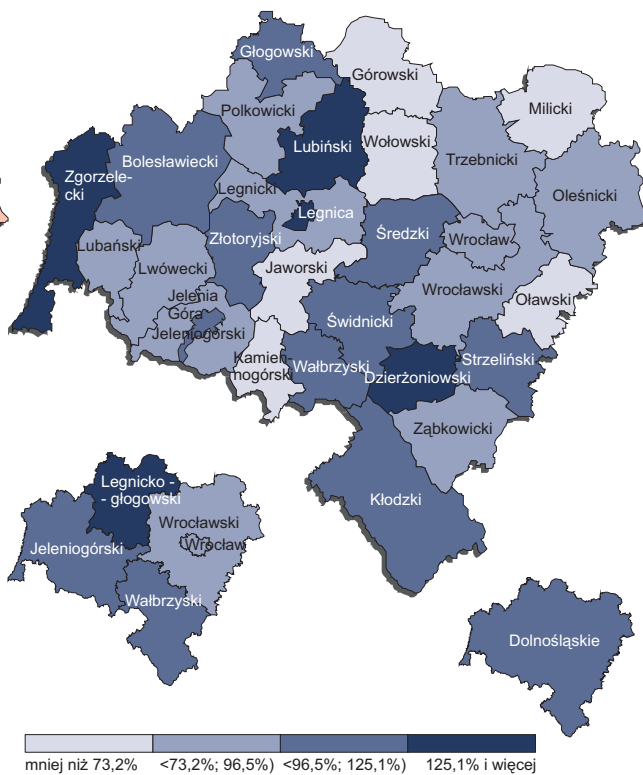 Głogowski
Górowski
Milicki
Polkowicki
Lubiński
Wołowski
Trzebnicki
Bolesławiecki
Zgorzele-
cki
Legnicki
Oleśnicki
Legnica
Lubański
Złotoryjski
Średzki
Wrocław
Lwówecki
Jaworski
Jelenia
Góra
Wrocławski
Oławski
Jeleniogórski
Świdnicki
Kamien-
nogórski
Wałbrzyski
Dzierżoniowski
Strzeliński
Ząbkowicki
Kłodzki
Legnicko -
- głogowski
Wrocławski
Wrocław
Jeleniogórski
Wałbrzyski
Dolnośląskie
mniej niż 73,2% <73,2%; 96,5%) <96,5%; 125,1%) 125,1% i więcej